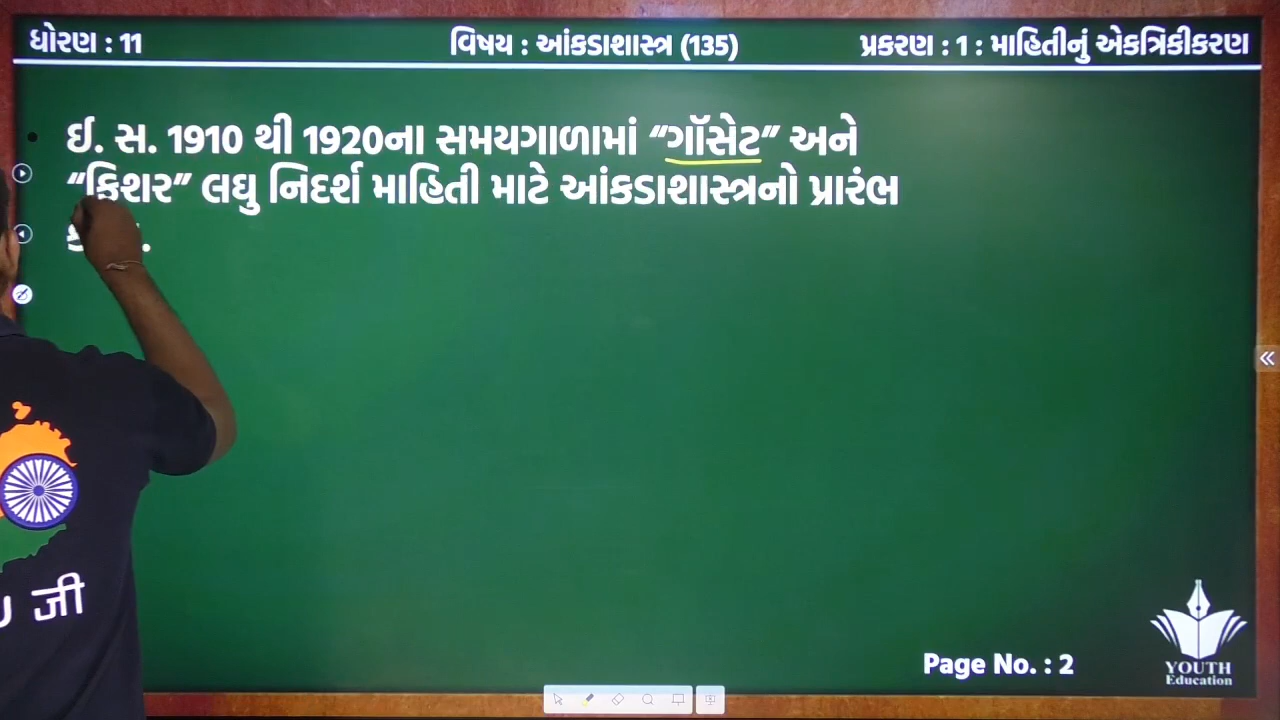 ધોરણ : 11
વિષય : આંકડાશાસ્ત્ર (135)
પ્રકરણ : 1 : માહિતીનું એકત્રિકીકરણ
ઈ. સ. 1910 થી 1920ના સમયગાળામાં “ગૉસેટ” અને
“ફિશર” લઘુ નિદર્શ માહિતી માટે આંકડાશાસ્ત્રનો પ્રારંભ
जी
Page No. : 2
YOUTH
Education